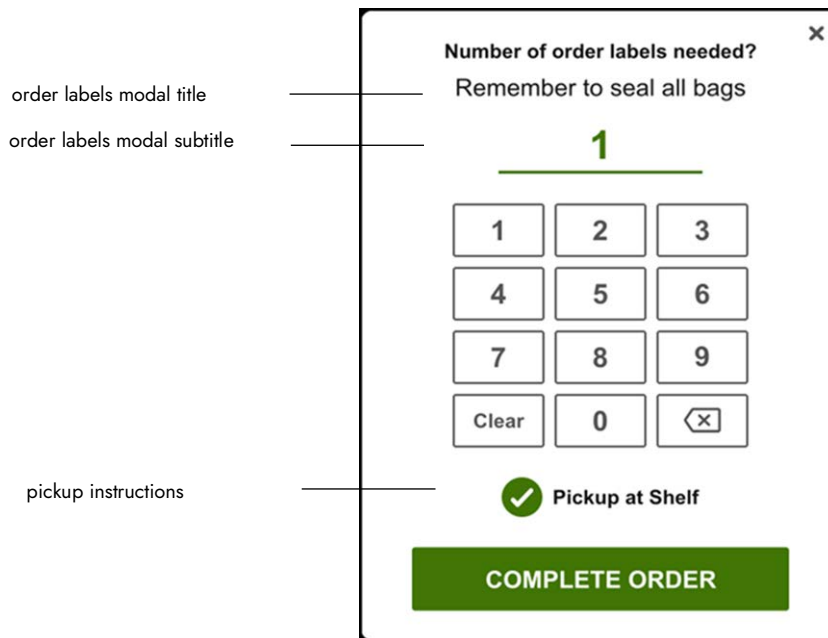 ×
Number of order labels needed?
order labels modal title
Remember to seal all bags
order labels modal subtitle
1
1 2 3
4 5 6
7 8 9
Clear 0
pickup instructions
Pickup at Shelf
COMPLETE ORDER